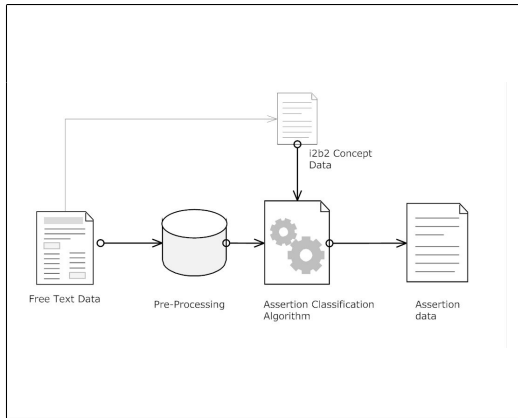 i2b2 Concept
Data
Free Text Data
Pre-Processing
Assertion Classification
Algorithm
Assertion
data